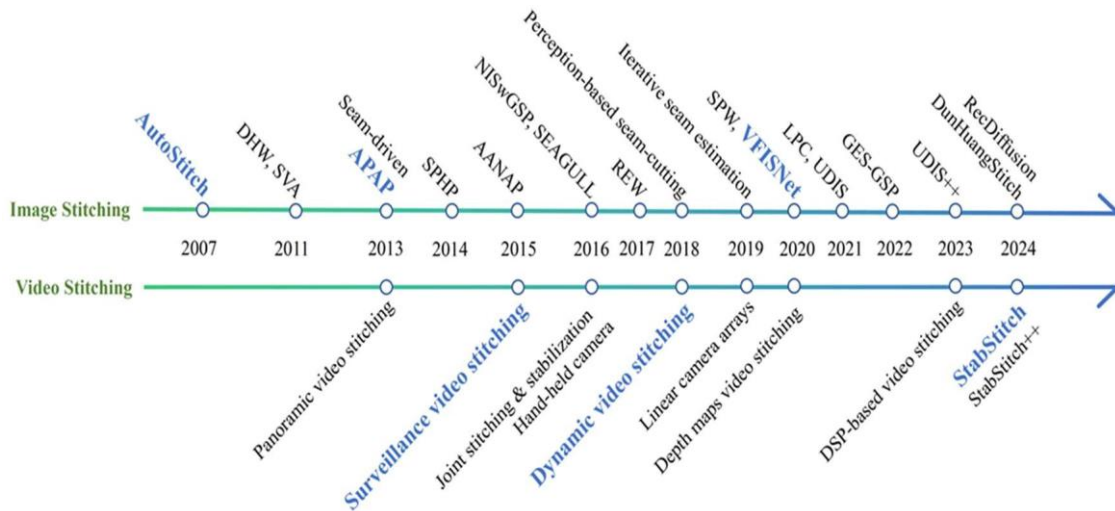 AutoStitch
DHW, SVA
Seam-driven
APAP
SPHP
AANAP
NISwGSP, SEAGULL
REW
Perception-based seam-cutting
Iterative seam estimation
SPW, VFISNet
LPC, UDIS
GES-GSP
UDIS++
RecDiffusion
DunHuangStitch
Image Stitching
2007 2011 2013 2014 2015 2016 2017 2018 2019 2020 2021 2022 2023 2024
Video Stitching
Panoramic video stitching
Surveillance video stitching
Joint stitching & stabilization
Hand-held camera
Dynamic video stitching
Linear camera arrays
Depth maps video stitching
DSP-based video stitching
StabStitch
StabStitch++